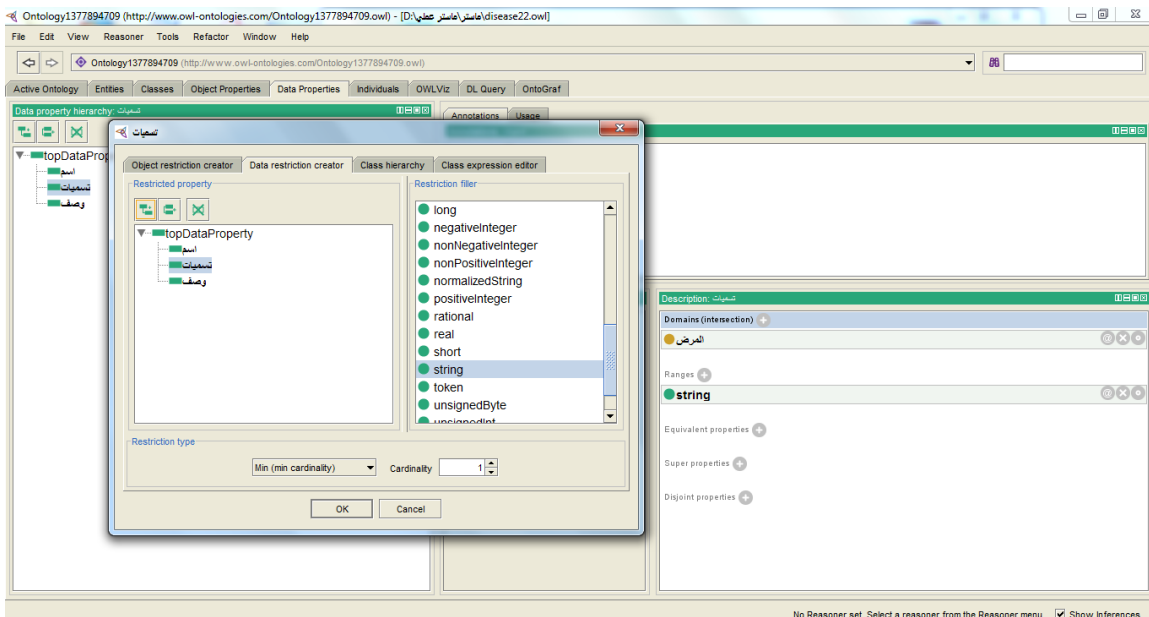 Ontology1377894709 (http://www.owl-ontologies.com/Ontology1377894709.owl) - [D:\ماستر\ماستر عملي\disease22.owl]
File Edit View Reasoner Tools Refactor Window Help
Ontology1377894709 (http://www.owl-ontologies.com/Ontology1377894709.owl)
Active Ontology Entities Classes Object Properties Data Properties Individuals OWLViz DL Query OntoGraf
Data property hierarchy: تسميات
Annotations Usage
topDataProp
اسم
تسميات
وصف
تسميات
Object restriction creator Data restriction creator Class hierarchy Class expression editor
Restricted property
topDataProperty
اسم
تسميات
وصف
Restriction filler
long
negativeInteger
nonNegativeInteger
nonPositiveInteger
normalizedString
positiveInteger
rational
real
short
string
token
unsignedByte
unsignedInt
Restriction type
Min (min cardinality) Cardinality 1
OK Cancel
Description: تسميات
Domains (intersection)
المرض
Ranges
string
Equivalent properties
Super properties
Disjoint properties
No Reasoner set. Select a reasoner from the Reasoner menu Show Inferences